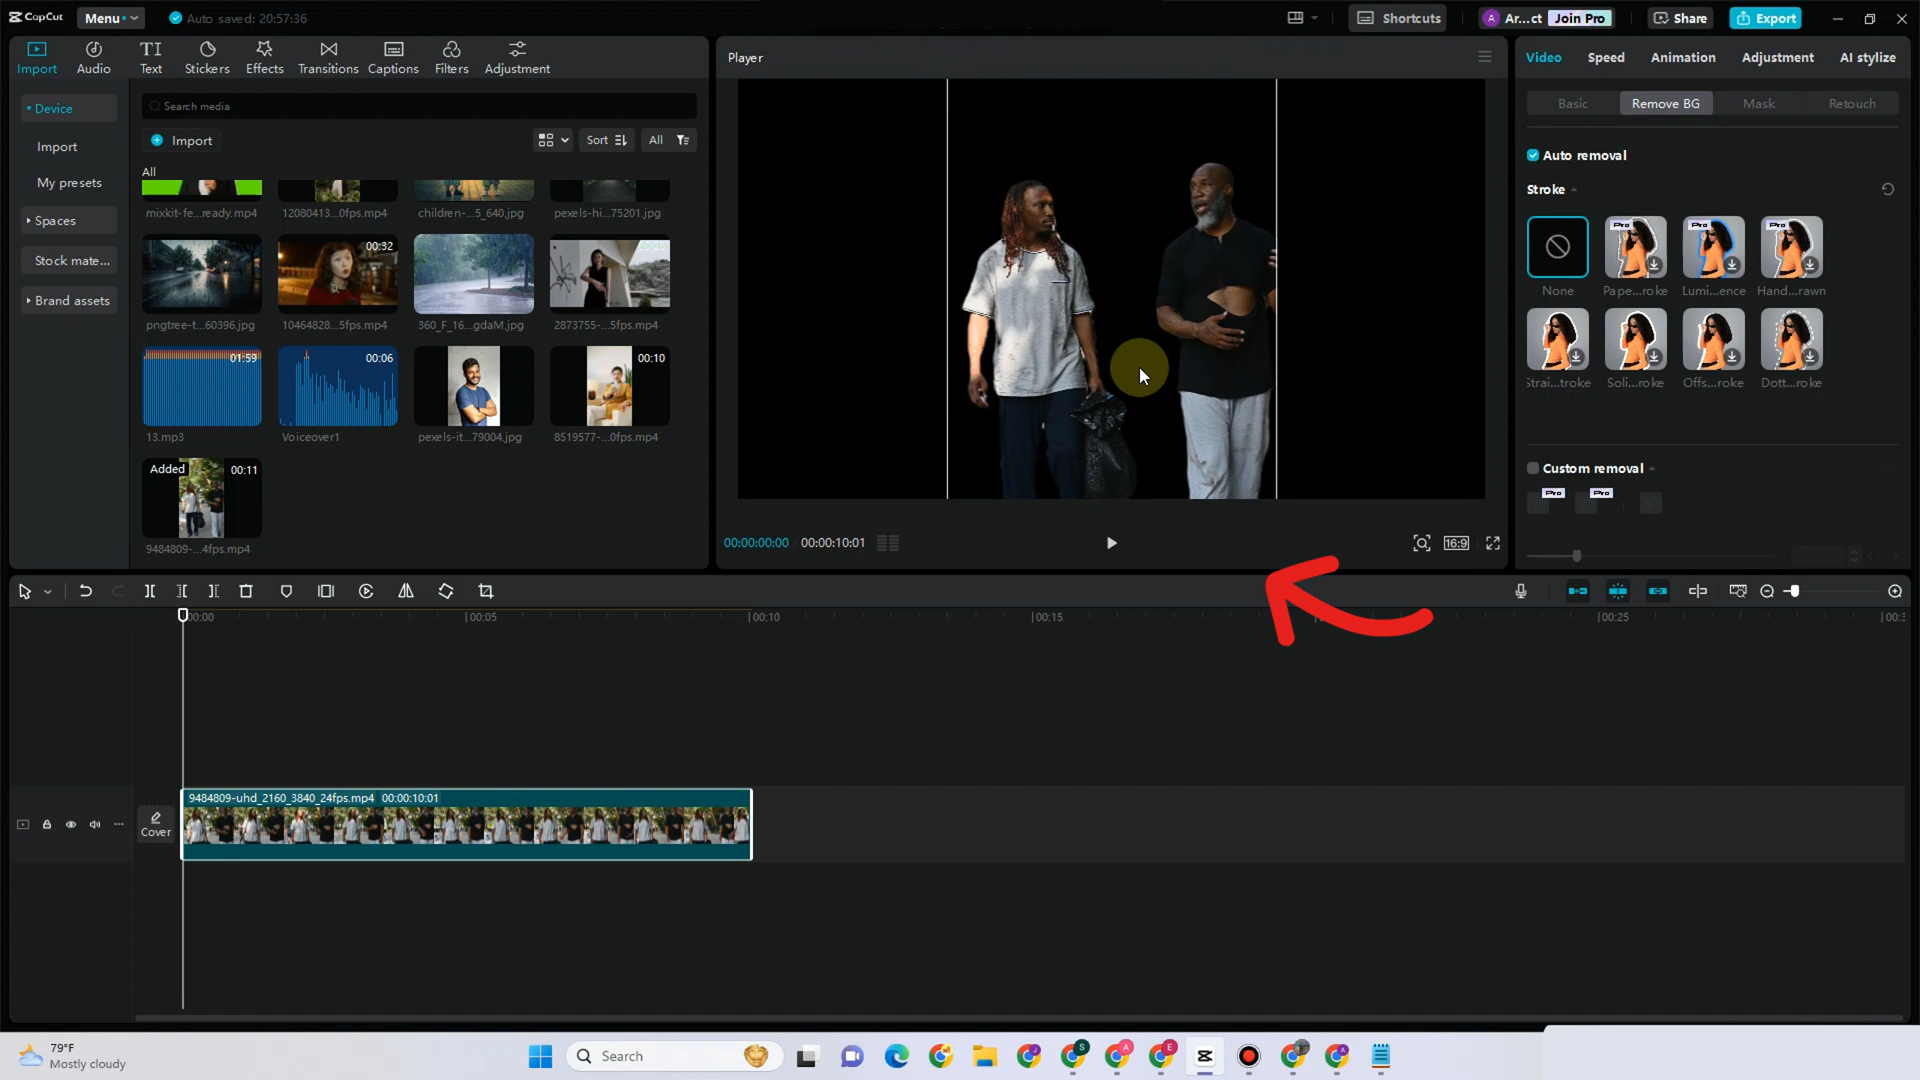 CapCut
Menu
Auto saved: 20:57:36
Shortcuts
Ar...ct
Join Pro
Share
Export
Import
Audio
TI
Text
Stickers
Effects
Transitions
Captions
Filters
Adjustment
Player
Video
Speed
Animation
Adjustment
AI stylize
Device
Import
My presets
Spaces
Stock mate...
Brand assets
Search media
Import
Sort
All
All
mixkit-fe...ready.mp4
12080413...0fps.mp4
children-...5_640.jpg
pexels-hi...75201.jpg
00:32
pngtree-t...60396.jpg
10464828...5fps.mp4
360_F_16...gdaM.jpg
2873755-...5fps.mp4
01:59
00:06
00:10
13.mp3
Voiceover1
pexels-it...79004.jpg
8519577-...0fps.mp4
Added
00:11
9484809-...4fps.mp4
00:00:00:00
00:00:10:01
16:9
Basic
Remove BG
Mask
Retouch
Auto removal
Stroke
Pro
Pro
Pro
None
Pape...roke
Lumi...ence
Hand...rawn
Strai...troke
Soli...roke
Offs...roke
Dott...roke
Custom removal
Pro
Pro
00:00
00:05
00:10
00:15
00:25
Cover
9484809-uhd_2160_3840_24fps.mp4 00:00:10:01
79°F
Mostly cloudy
Search